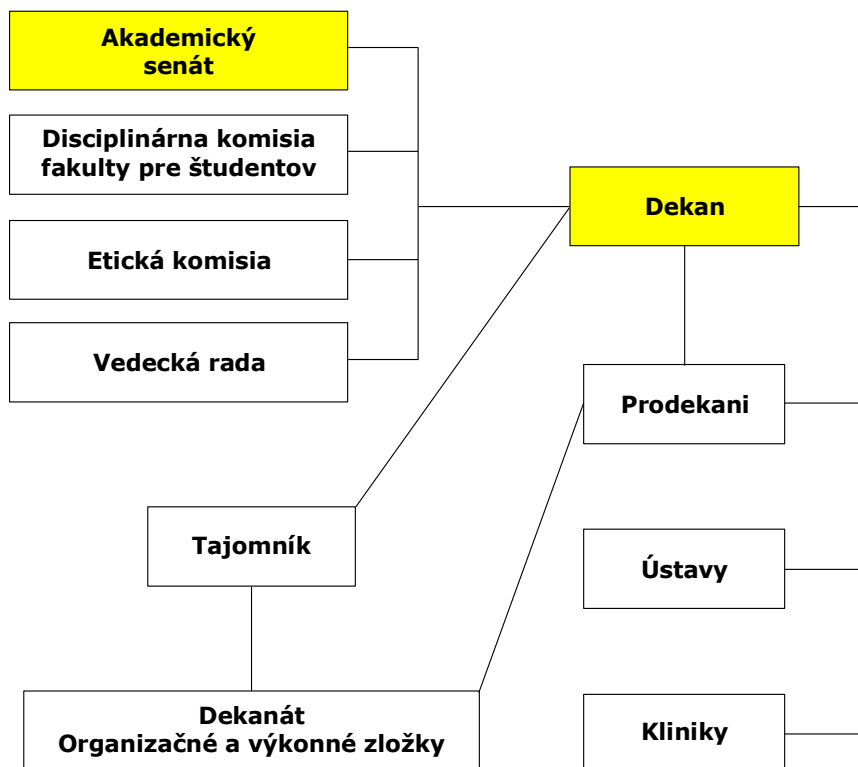 Akademický
senát
Disciplinárna komisia
fakulty pre študentov
Etická komisia
Vedecká rada
Dekan
Prodekani
Tajomník
Ústavy
Dekanát
Organizačné a výkonné zložky
Kliniky